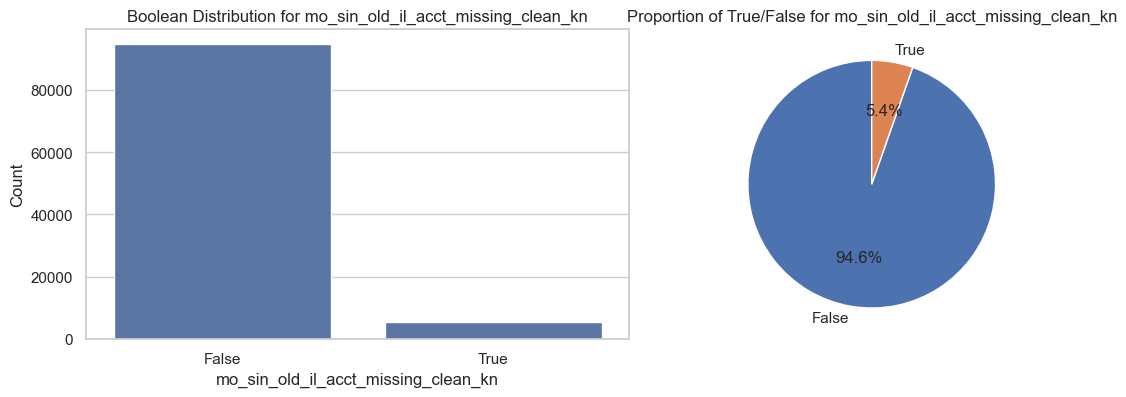 Boolean Distribution for mo_sin_old_il_acct_missing_clean_kn
80000
60000
40000
20000
0
Count
False
True
mo_sin_old_il_acct_missing_clean_kn
Proportion of True/False for mo_sin_old_il_acct_missing_clean_kn
True
5.4%
94.6%
False